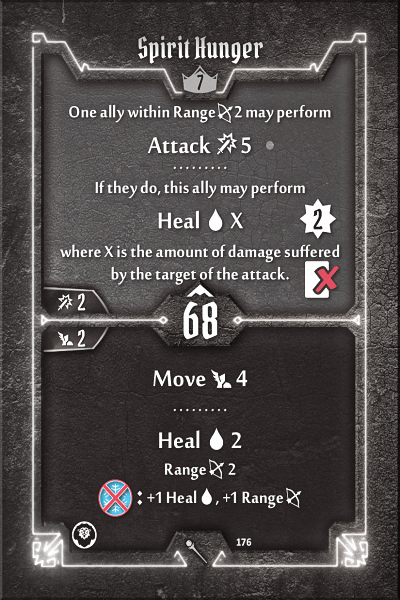 Spirit Hunger
7
One ally within Range 2 may perform
Attack 5
If they do, this ally may perform
Heal X
2
where X is the amount of damage suffered
by the target of the attack.
2
68
2
Move 4
Heal 2
Range 2
: +1 Heal , +1 Range
176